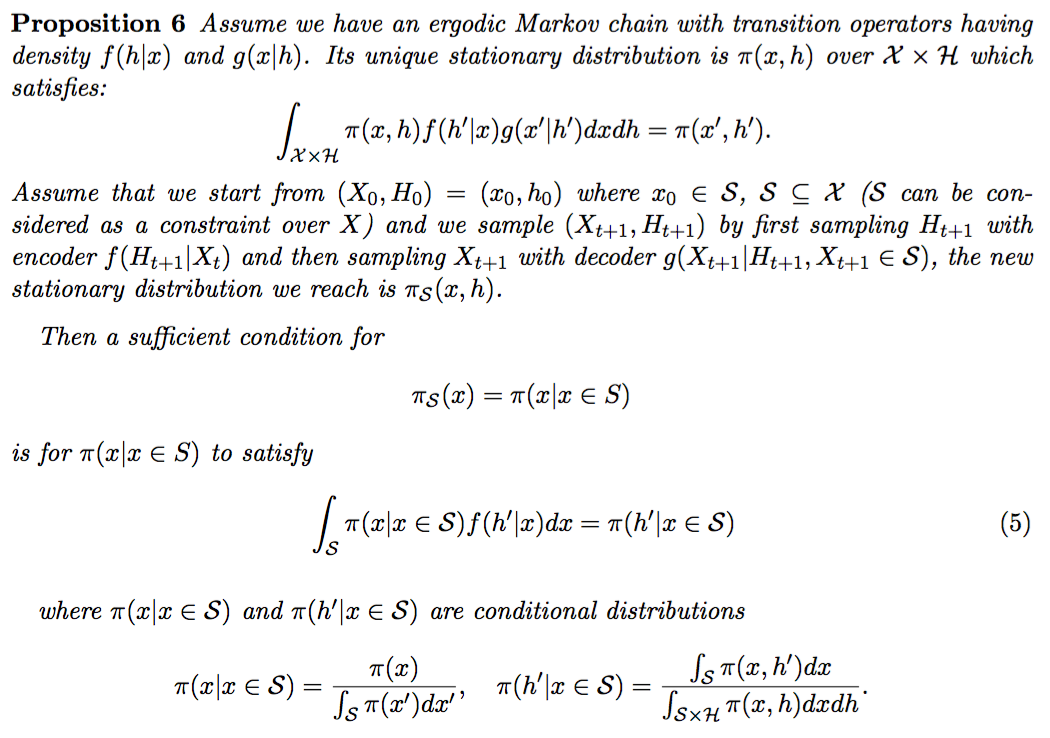 Proposition 6 Assume we have an ergodic Markov chain with transition operators having
density f(h|x) and g(x|h). Its unique stationary distribution is π(x, h) over 𝒳 × ℋ which
satisfies:
∫_{𝒳×ℋ} π(x, h)f(h′|x)g(x′|h′)dxdh = π(x′, h′).
Assume that we start from (X₀, H₀) = (x₀, h₀) where x₀ ∈ 𝒮, 𝒮 ⊆ 𝒳 (𝒮 can be con-
sidered as a constraint over X) and we sample (X_{t+1}, H_{t+1}) by first sampling H_{t+1} with
encoder f(H_{t+1}|X_t) and then sampling X_{t+1} with decoder g(X_{t+1}|H_{t+1}, X_{t+1} ∈ 𝒮), the new
stationary distribution we reach is π_𝒮(x, h).
Then a sufficient condition for
π_𝒮(x) = π(x|x ∈ S)
is for π(x|x ∈ S) to satisfy
∫_𝒮 π(x|x ∈ 𝒮)f(h′|x)dx = π(h′|x ∈ 𝒮) (5)
where π(x|x ∈ 𝒮) and π(h′|x ∈ 𝒮) are conditional distributions
π(x|x ∈ 𝒮) = π(x) / ∫_𝒮 π(x′)dx′, π(h′|x ∈ 𝒮) = ∫_𝒮 π(x, h′)dx / ∫_{𝒮×ℋ} π(x, h)dxdh.